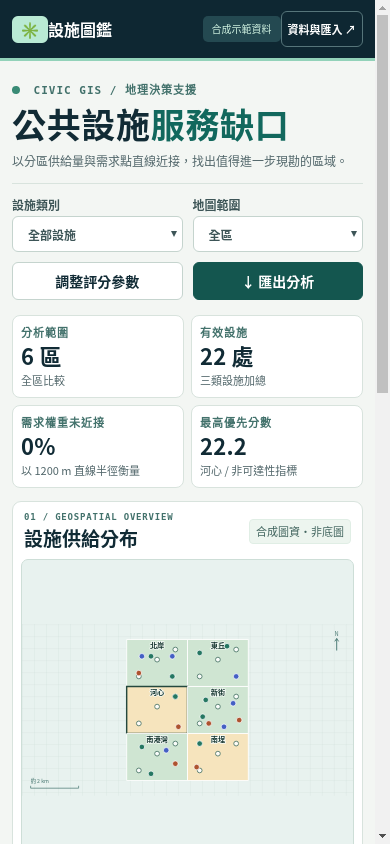 設施圖鑑
合成示範資料
資料與匯入 ↗
CIVIC GIS / 地理決策支援
公共設施服務缺口
以分區供給量與需求點直線近接，找出值得進一步現勘的區域。
設施類別
地圖範圍
全部設施
全區
調整評分參數
↓ 匯出分析
分析範圍
6 區
全區比較
有效設施
22 處
三類設施加總
需求權重未近接
0%
以 1200 m 直線半徑衡量
最高優先分數
22.2
河心 / 非可達性指標
01 / GEOSPATIAL OVERVIEW
設施供給分布
合成圖資・非底圖
N
北岸
東丘
河心
新街
南港灣
南埕
約 2 km